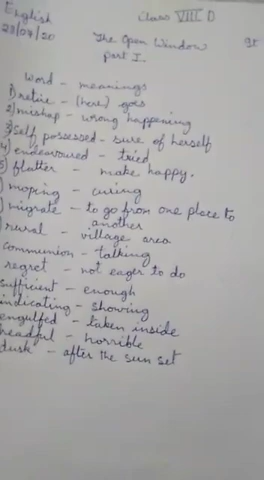 English Class VIII D
23/07/20 The Open Window
Part I
Word - meanings
1) retire - (here) goes
2) mishap - wrong happening
3) Self possessed - sure of herself
4) endeavoured - tried
5) flutter - make happy.
) moping - curing
) migrate - to go from one place to
another
) rural - village area
communion - talking
regret - not eager to do
sufficient - enough
indicating - showing
engulfed - taken inside
headful - horrible
dusk - after the sun set